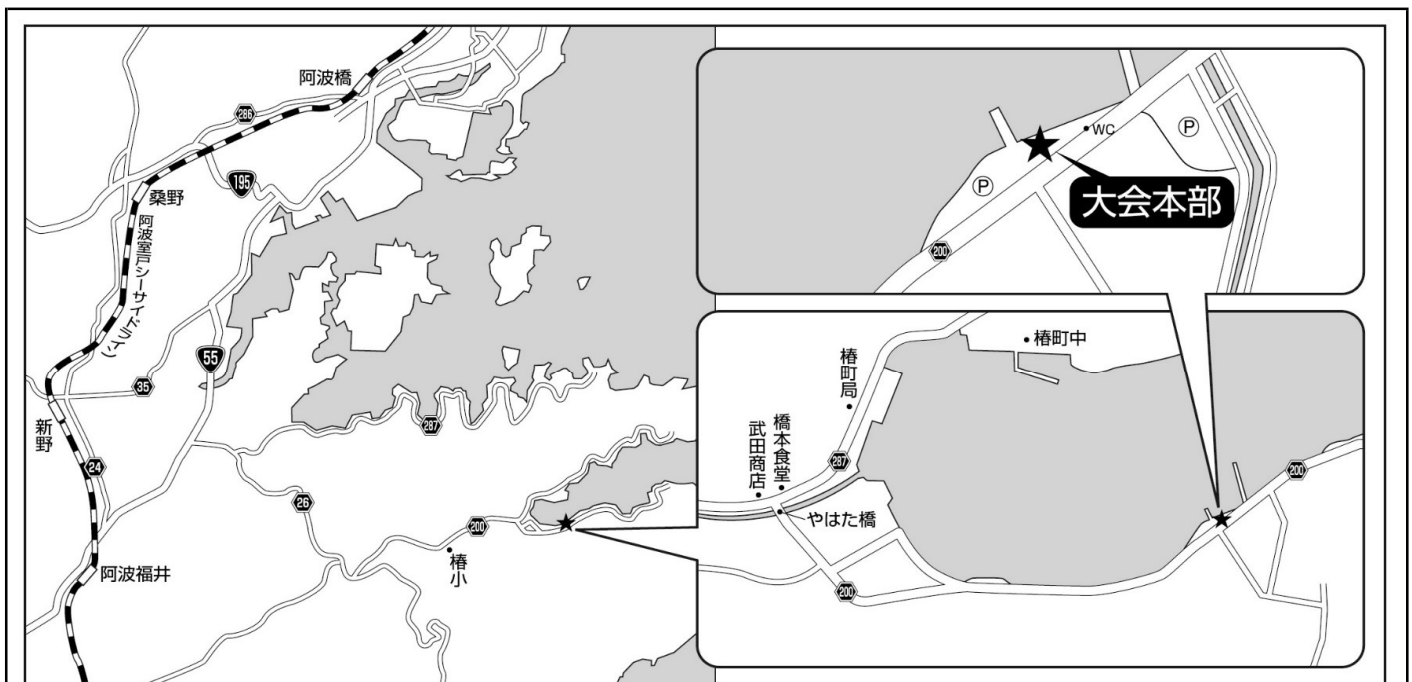 阿波橋
286
195
桑野
阿波室戸シーサイドライン
55
35
新野
24
287
26
200
椿小
阿波福井
WC
P
P
大会本部
200
椿町中
椿町局
橋本食堂
武田商店
287
やはた橋
200
200